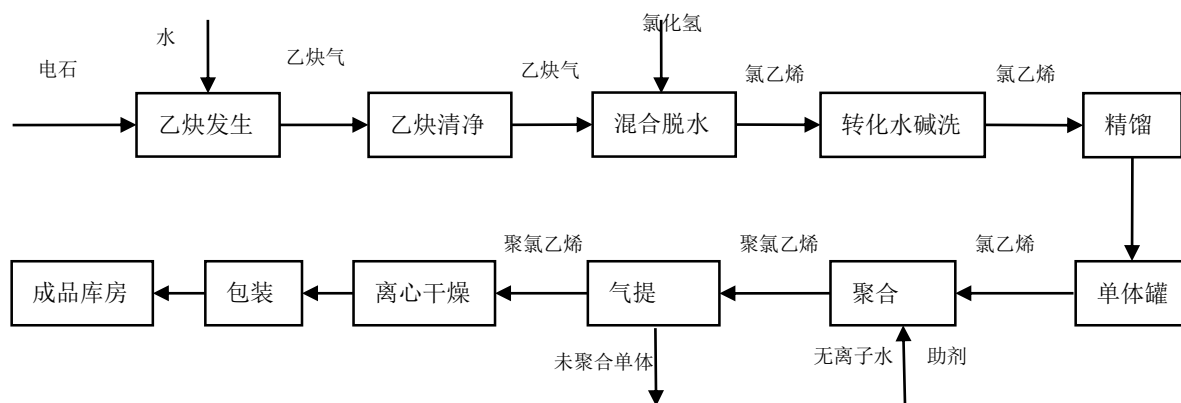 氯化氢
水
乙炔气
乙炔气
电石
氯乙烯
氯乙烯
乙炔发生
乙炔清净
混合脱水
转化水碱洗
精馏
聚氯乙烯
聚氯乙烯
氯乙烯
成品库房
包装
离心干燥
气提
聚合
单体罐
未聚合单体
无离子水
助剂